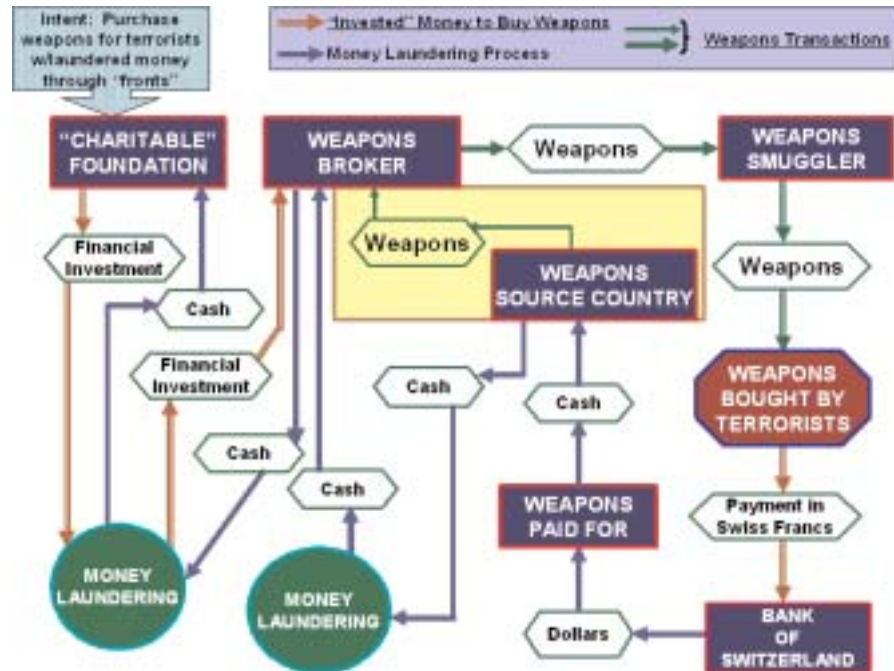 Intent: Purchase
weapons for terrorists
w/laundered money
through "fronts"
"Invested" Money to Buy Weapons
Money Laundering Process
Weapons Transactions
"CHARITABLE"
FOUNDATION
WEAPONS
BROKER
Weapons
WEAPONS
SMUGGLER
Financial
Investment
Weapons
WEAPONS
SOURCE COUNTRY
Weapons
Cash
Financial
Investment
Cash
Cash
WEAPONS
BOUGHT BY
TERRORISTS
Cash
Cash
WEAPONS
PAID FOR
Payment in
Swiss Francs
MONEY
LAUNDERING
MONEY
LAUNDERING
Dollars
BANK
OF
SWITZERLAND